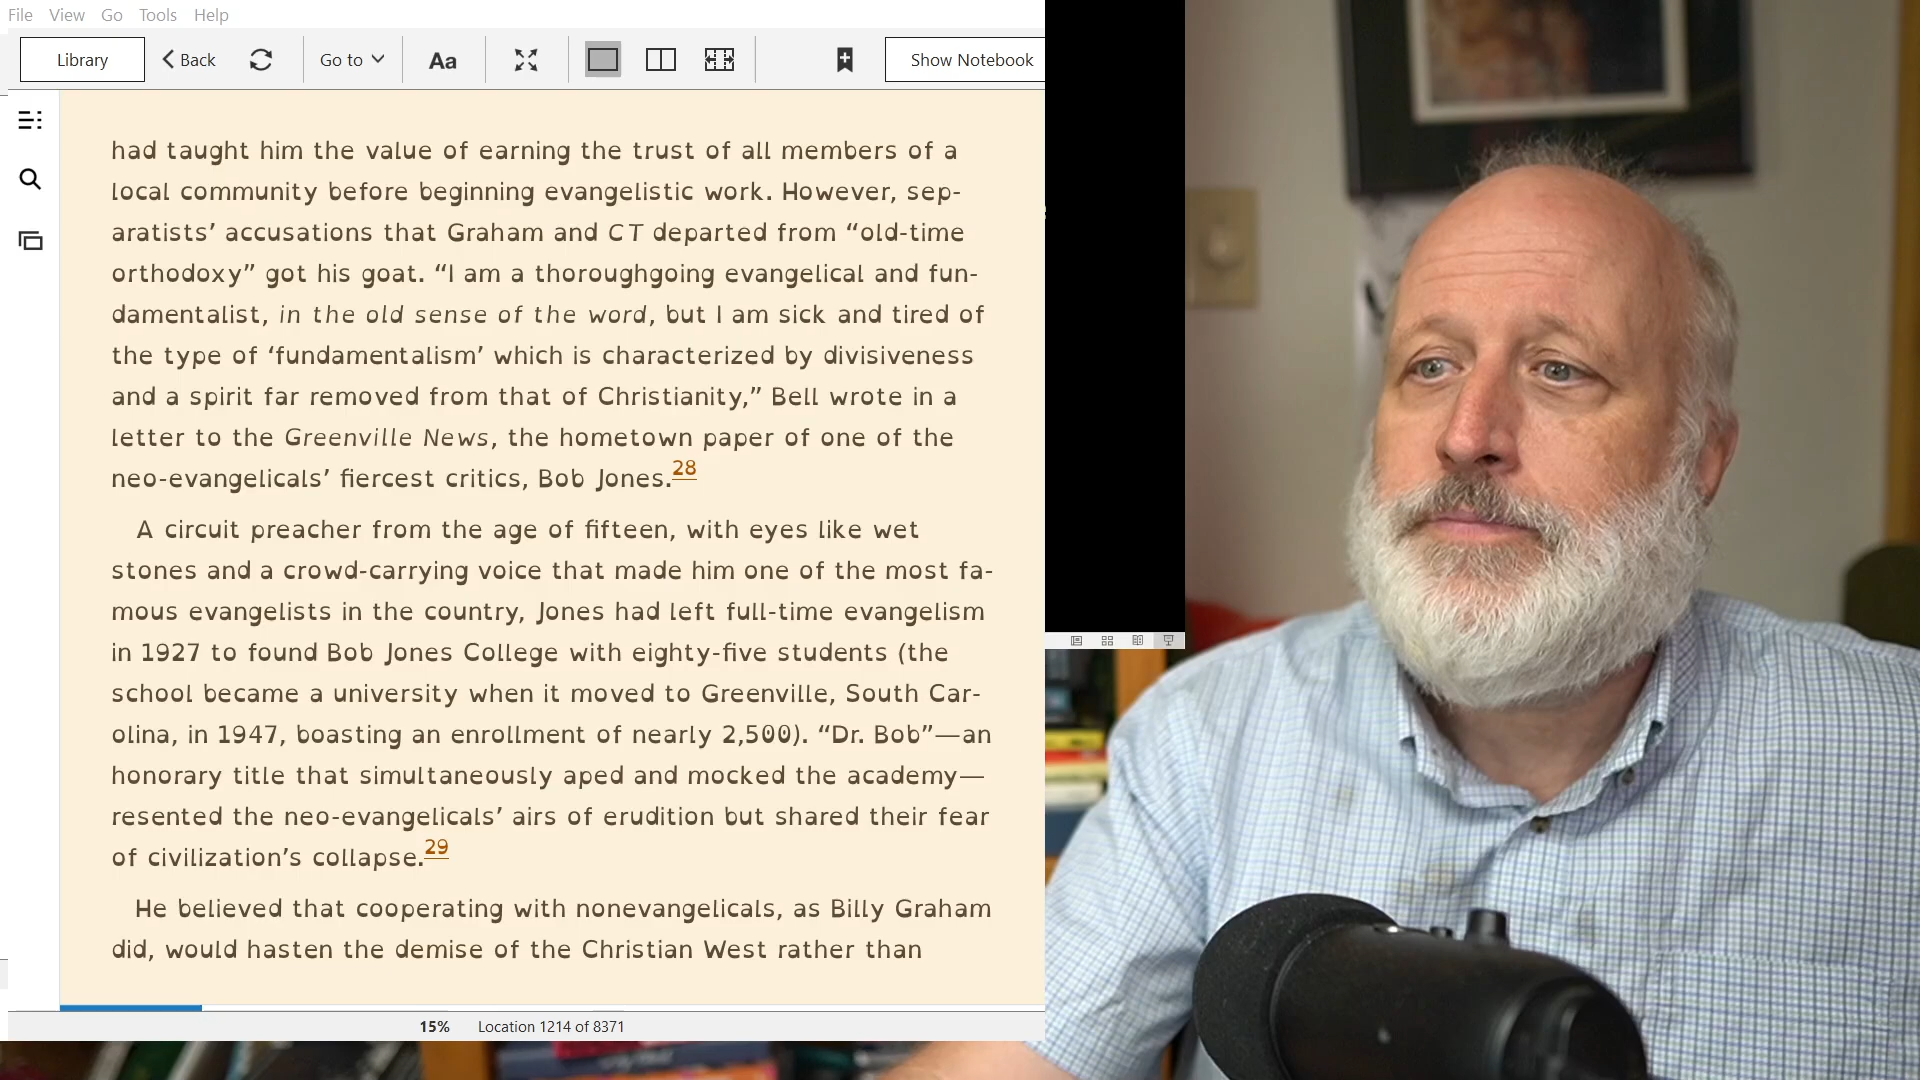 File View Go Tools Help
Library Back Go to Aa Show Notebook
had taught him the value of earning the trust of all members of a
local community before beginning evangelistic work. However, sep-
aratists’ accusations that Graham and CT departed from “old-time
orthodoxy” got his goat. “I am a thoroughgoing evangelical and fun-
damentalist, in the old sense of the word, but I am sick and tired of
the type of ‘fundamentalism’ which is characterized by divisiveness
and a spirit far removed from that of Christianity,” Bell wrote in a
letter to the Greenville News, the hometown paper of one of the
neo-evangelicals’ fiercest critics, Bob Jones.28
A circuit preacher from the age of fifteen, with eyes like wet
stones and a crowd-carrying voice that made him one of the most fa-
mous evangelists in the country, Jones had left full-time evangelism
in 1927 to found Bob Jones College with eighty-five students (the
school became a university when it moved to Greenville, South Car-
olina, in 1947, boasting an enrollment of nearly 2,500). “Dr. Bob”—an
honorary title that simultaneously aped and mocked the academy—
resented the neo-evangelicals’ airs of erudition but shared their fear
of civilization’s collapse.29
He believed that cooperating with nonevangelicals, as Billy Graham
did, would hasten the demise of the Christian West rather than
15% Location 1214 of 8371